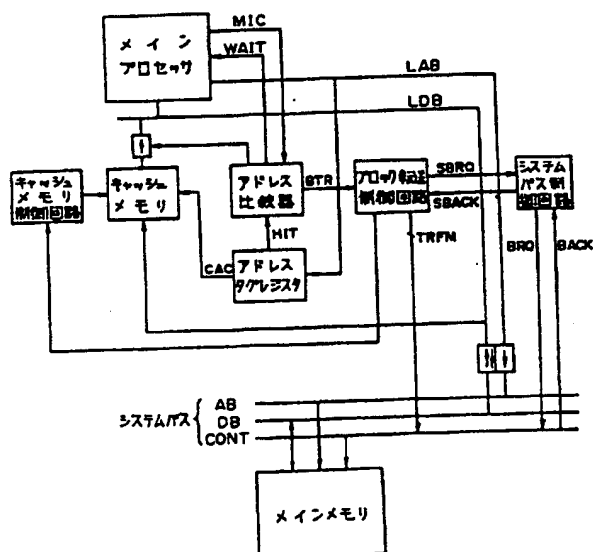 メイン
プロセッサ
MIC
WAIT
LAB
LDB
キャッシュ
メモリ
制御回路
キャッシュ
メモリ
アドレス
比較器
BTR
ブロック転送
制御回路
SBRQ
SBACK
システム
バス制
御回路
HIT
TRFN
BRQ
BACK
CAC
アドレス
タグレジスタ
システムバス
AB
DB
CONT
メインメモリ